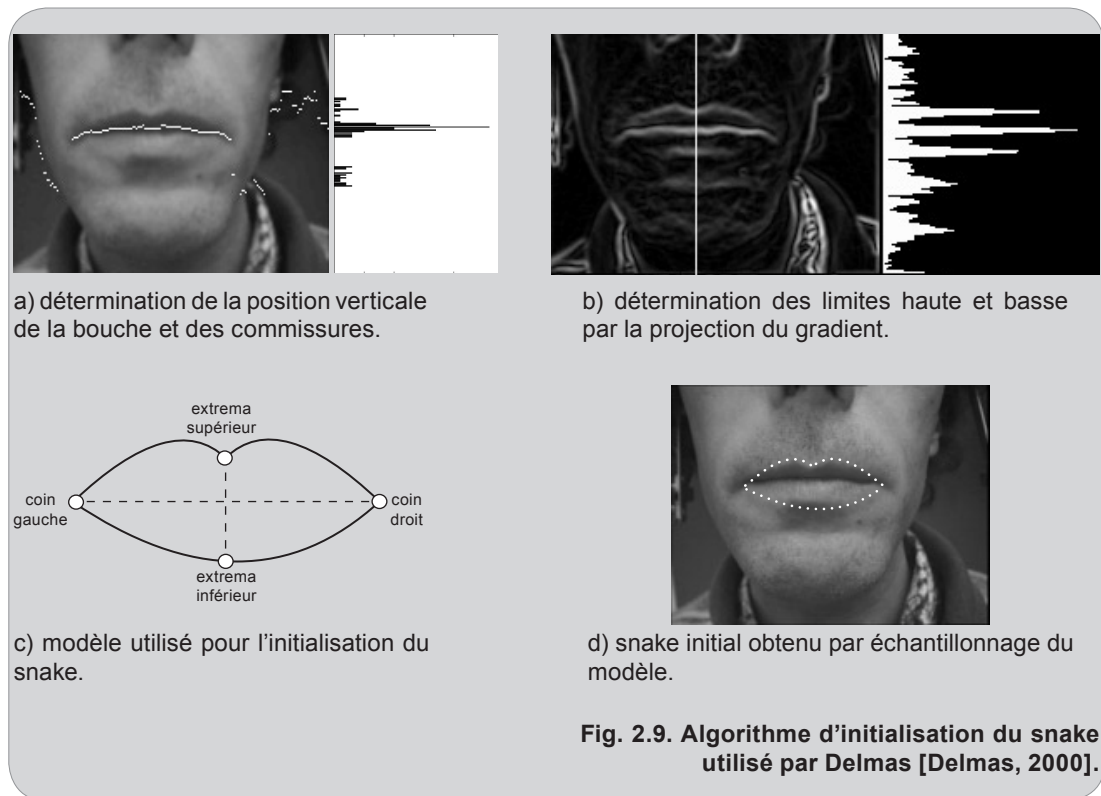 a) détermination de la position verticale
de la bouche et des commissures.
b) détermination des limites haute et basse
par la projection du gradient.
extrema
supérieur
coin
gauche
coin
droit
extrema
inférieur
c) modèle utilisé pour l'initialisation du
snake.
d) snake initial obtenu par échantillonnage du
modèle.
Fig. 2.9. Algorithme d'initialisation du snake
utilisé par Delmas [Delmas, 2000].